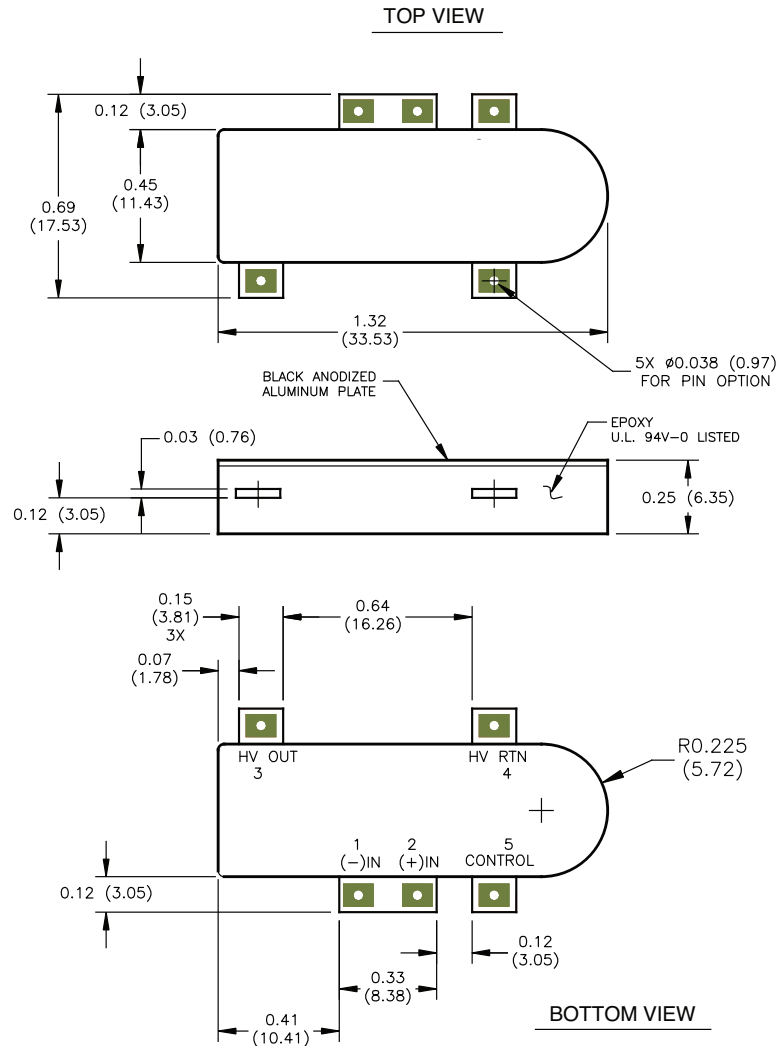 TOP VIEW
0.12 (3.05)
0.45
(11.43)
0.69
(17.53)
1.32
(33.53)
5X ø0.038 (0.97)
FOR PIN OPTION
BLACK ANODIZED
ALUMINUM PLATE
EPOXY
U.L. 94V-0 LISTED
0.03 (0.76)
0.12 (3.05)
0.25 (6.35)
0.15
(3.81)
3X
0.64
(16.26)
0.07
(1.78)
HV OUT
3
HV RTN
4
R0.225
(5.72)
1
(-)IN
2
(+)IN
5
CONTROL
0.12 (3.05)
0.12
(3.05)
0.33
(8.38)
0.41
(10.41)
BOTTOM VIEW